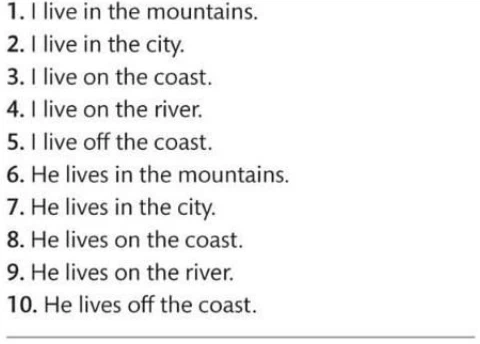 1. I live in the mountains.
2. I live in the city.
3. I live on the coast.
4. I live on the river.
5. I live off the coast.
6. He lives in the mountains.
7. He lives in the city.
8. He lives on the coast.
9. He lives on the river.
10. He lives off the coast.